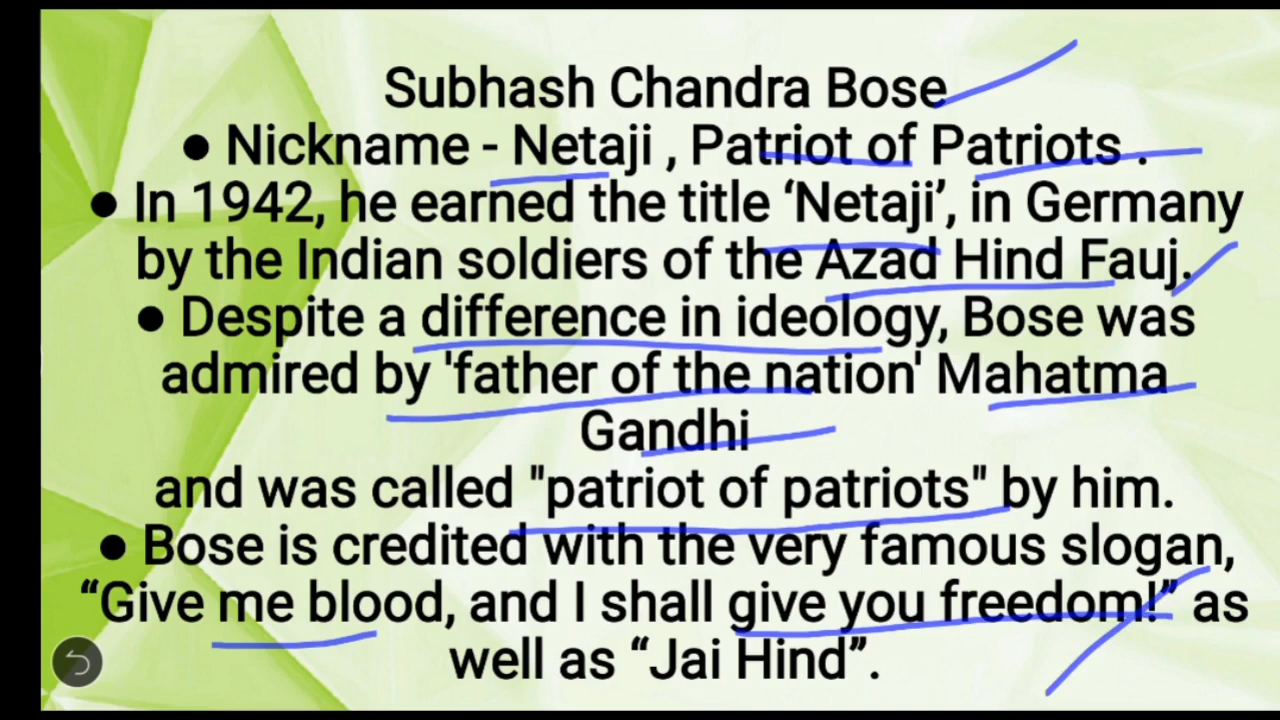 Subhash Chandra Bose
● Nickname - Netaji , Patriot of Patriots .
● In 1942, he earned the title ‘Netaji’, in Germany
by the Indian soldiers of the Azad Hind Fauj.
● Despite a difference in ideology, Bose was
admired by 'father of the nation' Mahatma
Gandhi
and was called "patriot of patriots" by him.
● Bose is credited with the very famous slogan,
“Give me blood, and I shall give you freedom!” as
well as “Jai Hind”.